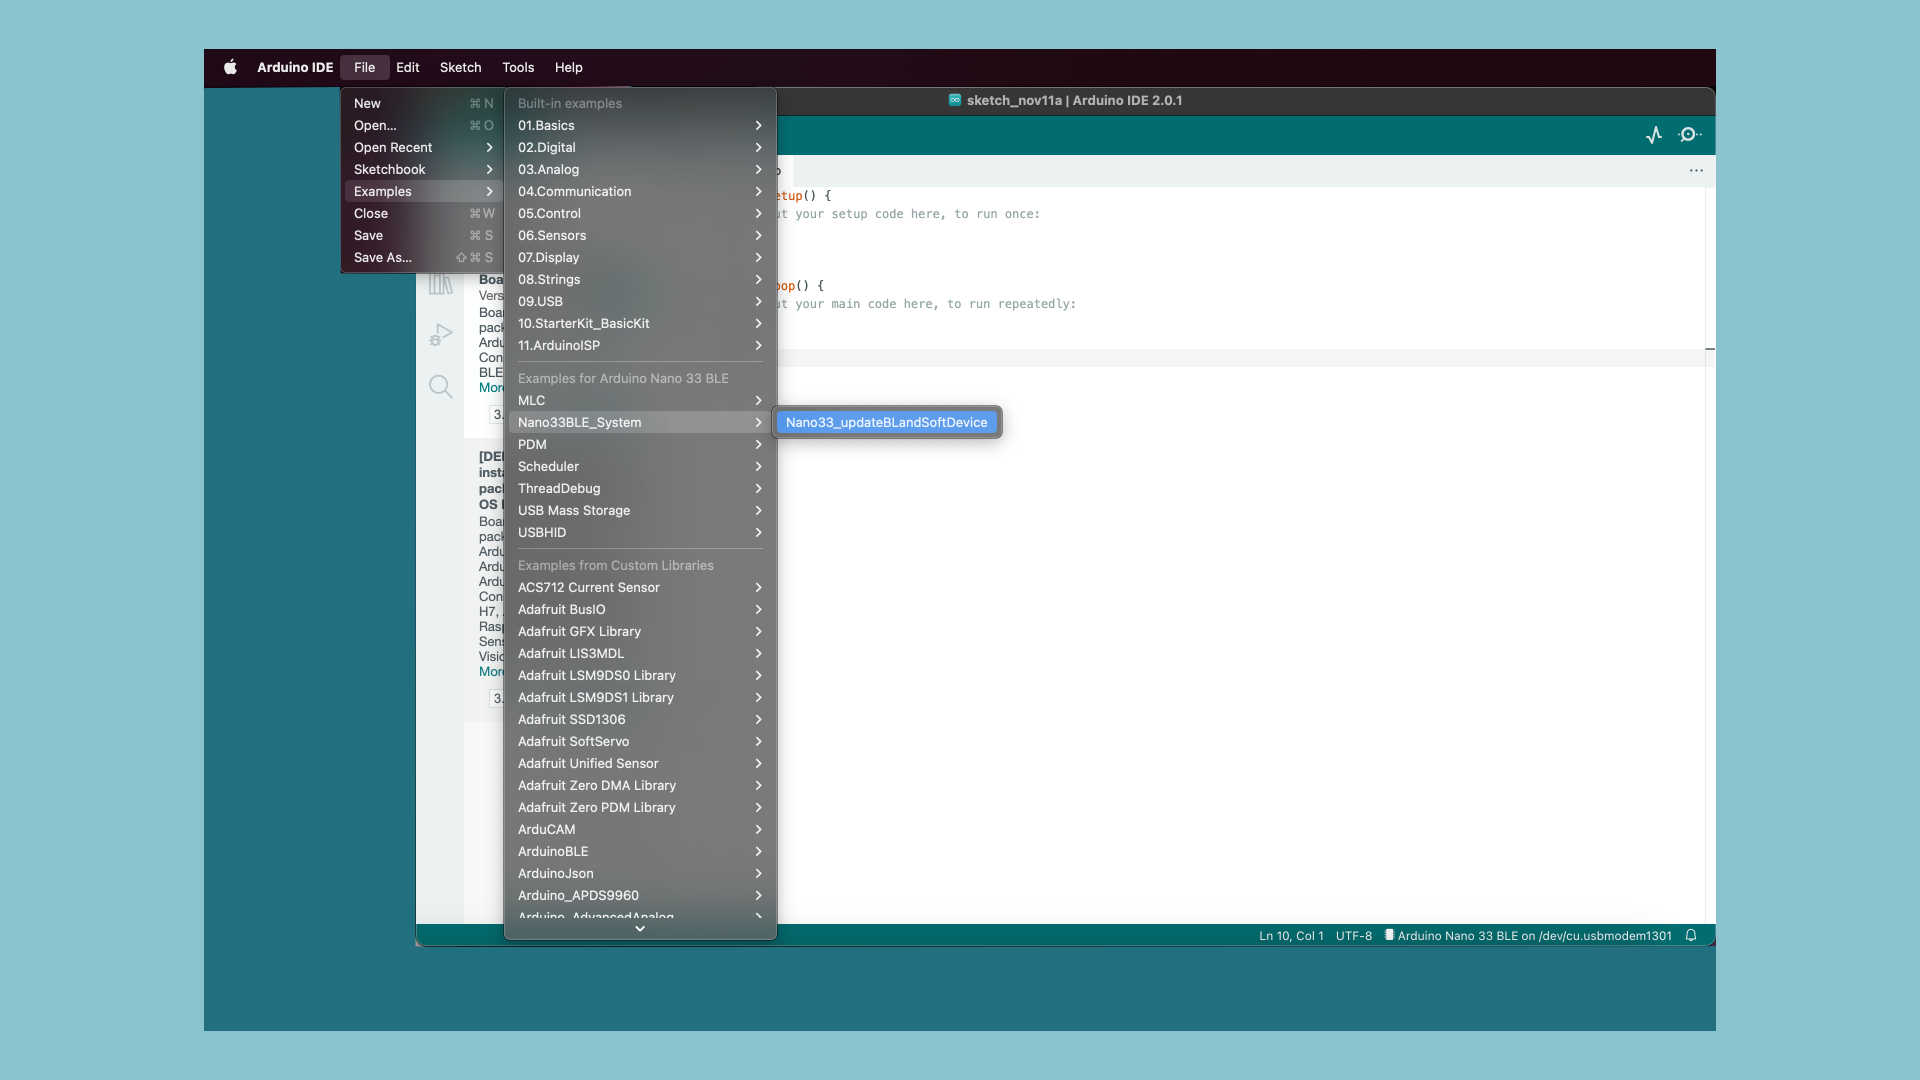 Arduino IDE File Edit Sketch Tools Help
sketch_nov11a | Arduino IDE 2.0.1
New ⌘ N
Open... ⌘ O
Open Recent
Sketchbook
Examples
Close ⌘ W
Save ⌘ S
Save As... ⇧ ⌘ S
Built-in examples
01.Basics
02.Digital
03.Analog
04.Communication
05.Control
06.Sensors
07.Display
08.Strings
09.USB
10.StarterKit_BasicKit
11.ArduinoISP
Examples for Arduino Nano 33 BLE
MLC
Nano33BLE_System
PDM
Scheduler
ThreadDebug
USB Mass Storage
USBHID
Examples from Custom Libraries
ACS712 Current Sensor
Adafruit BusIO
Adafruit GFX Library
Adafruit LIS3MDL
Adafruit LSM9DS0 Library
Adafruit LSM9DS1 Library
Adafruit SSD1306
Adafruit SoftServo
Adafruit Unified Sensor
Adafruit Zero DMA Library
Adafruit Zero PDM Library
ArduCAM
ArduinoBLE
ArduinoJson
Arduino_APDS9960
Arduino_AdvancedAnalog
Nano33_updateBLandSoftDevice
etup() {
ut your setup code here, to run once:
oop() {
ut your main code here, to run repeatedly:
Boa
Vers
Boar
pack
Ardu
Con
BLE
More
3.
[DEI
insta
pack
OS
Boar
pack
Ardu
Ardu
Ardu
Con
H7,
Rasp
Sens
Visio
More
3.
Ln 10, Col 1 UTF-8 Arduino Nano 33 BLE on /dev/cu.usbmodem1301